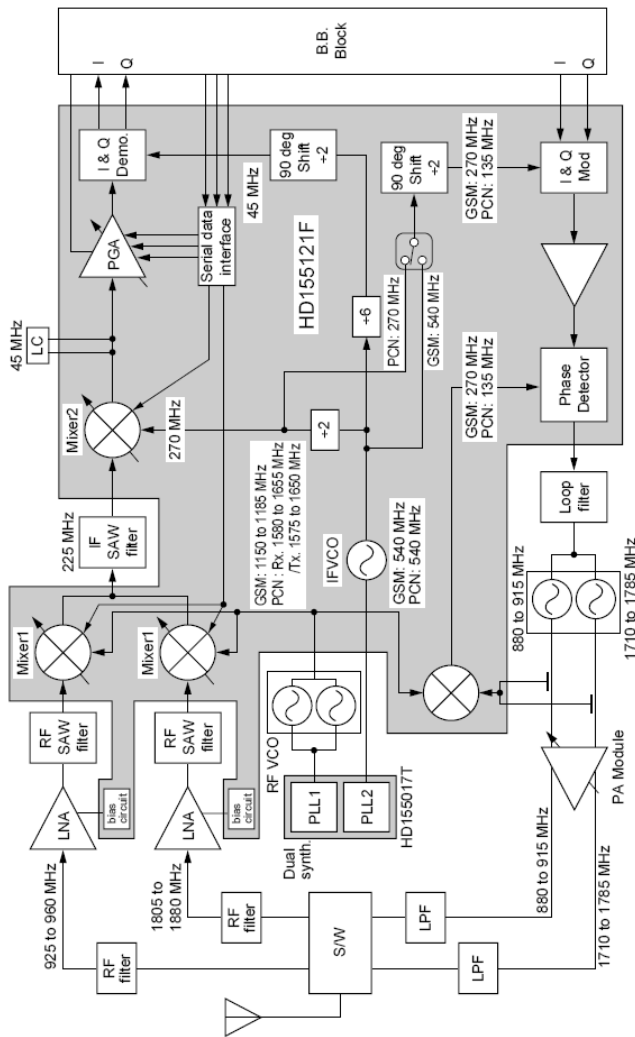 925 to 960 MHz
RF
filter
LNA
bias
circuit
RF
SAW
filter
Mixer1
225 MHz
IF
SAW
filter
Mixer2
45 MHz
LC
PGA
I & Q
Demo.
I
Q
B.B.
Block
1805 to
1880 MHz
RF
filter
LNA
bias
circuit
RF
SAW
filter
Mixer1
270 MHz
Serial data
interface
45 MHz
90 deg
Shift
÷2
HD155121F
S/W
Dual
synth.
RF VCO
PLL1
PLL2
HD155017T
GSM: 1150 to 1185 MHz
PCN : Rx. 1580 to 1655 MHz
/Tx. 1575 to 1650 MHz
IFVCO
GSM: 540 MHz
PCN: 540 MHz
÷2
÷6
PCN: 270 MHz
GSM: 540 MHz
90 deg
Shift
÷2
GSM: 270 MHz
PCN: 135 MHz
GSM: 270 MHz
PCN: 135 MHz
I & Q
Mod
I
Q
Phase
Detector
Loop
filter
880 to 915 MHz
1710 to 1785 MHz
PA Module
LPF
880 to 915 MHz
LPF
1710 to 1785 MHz